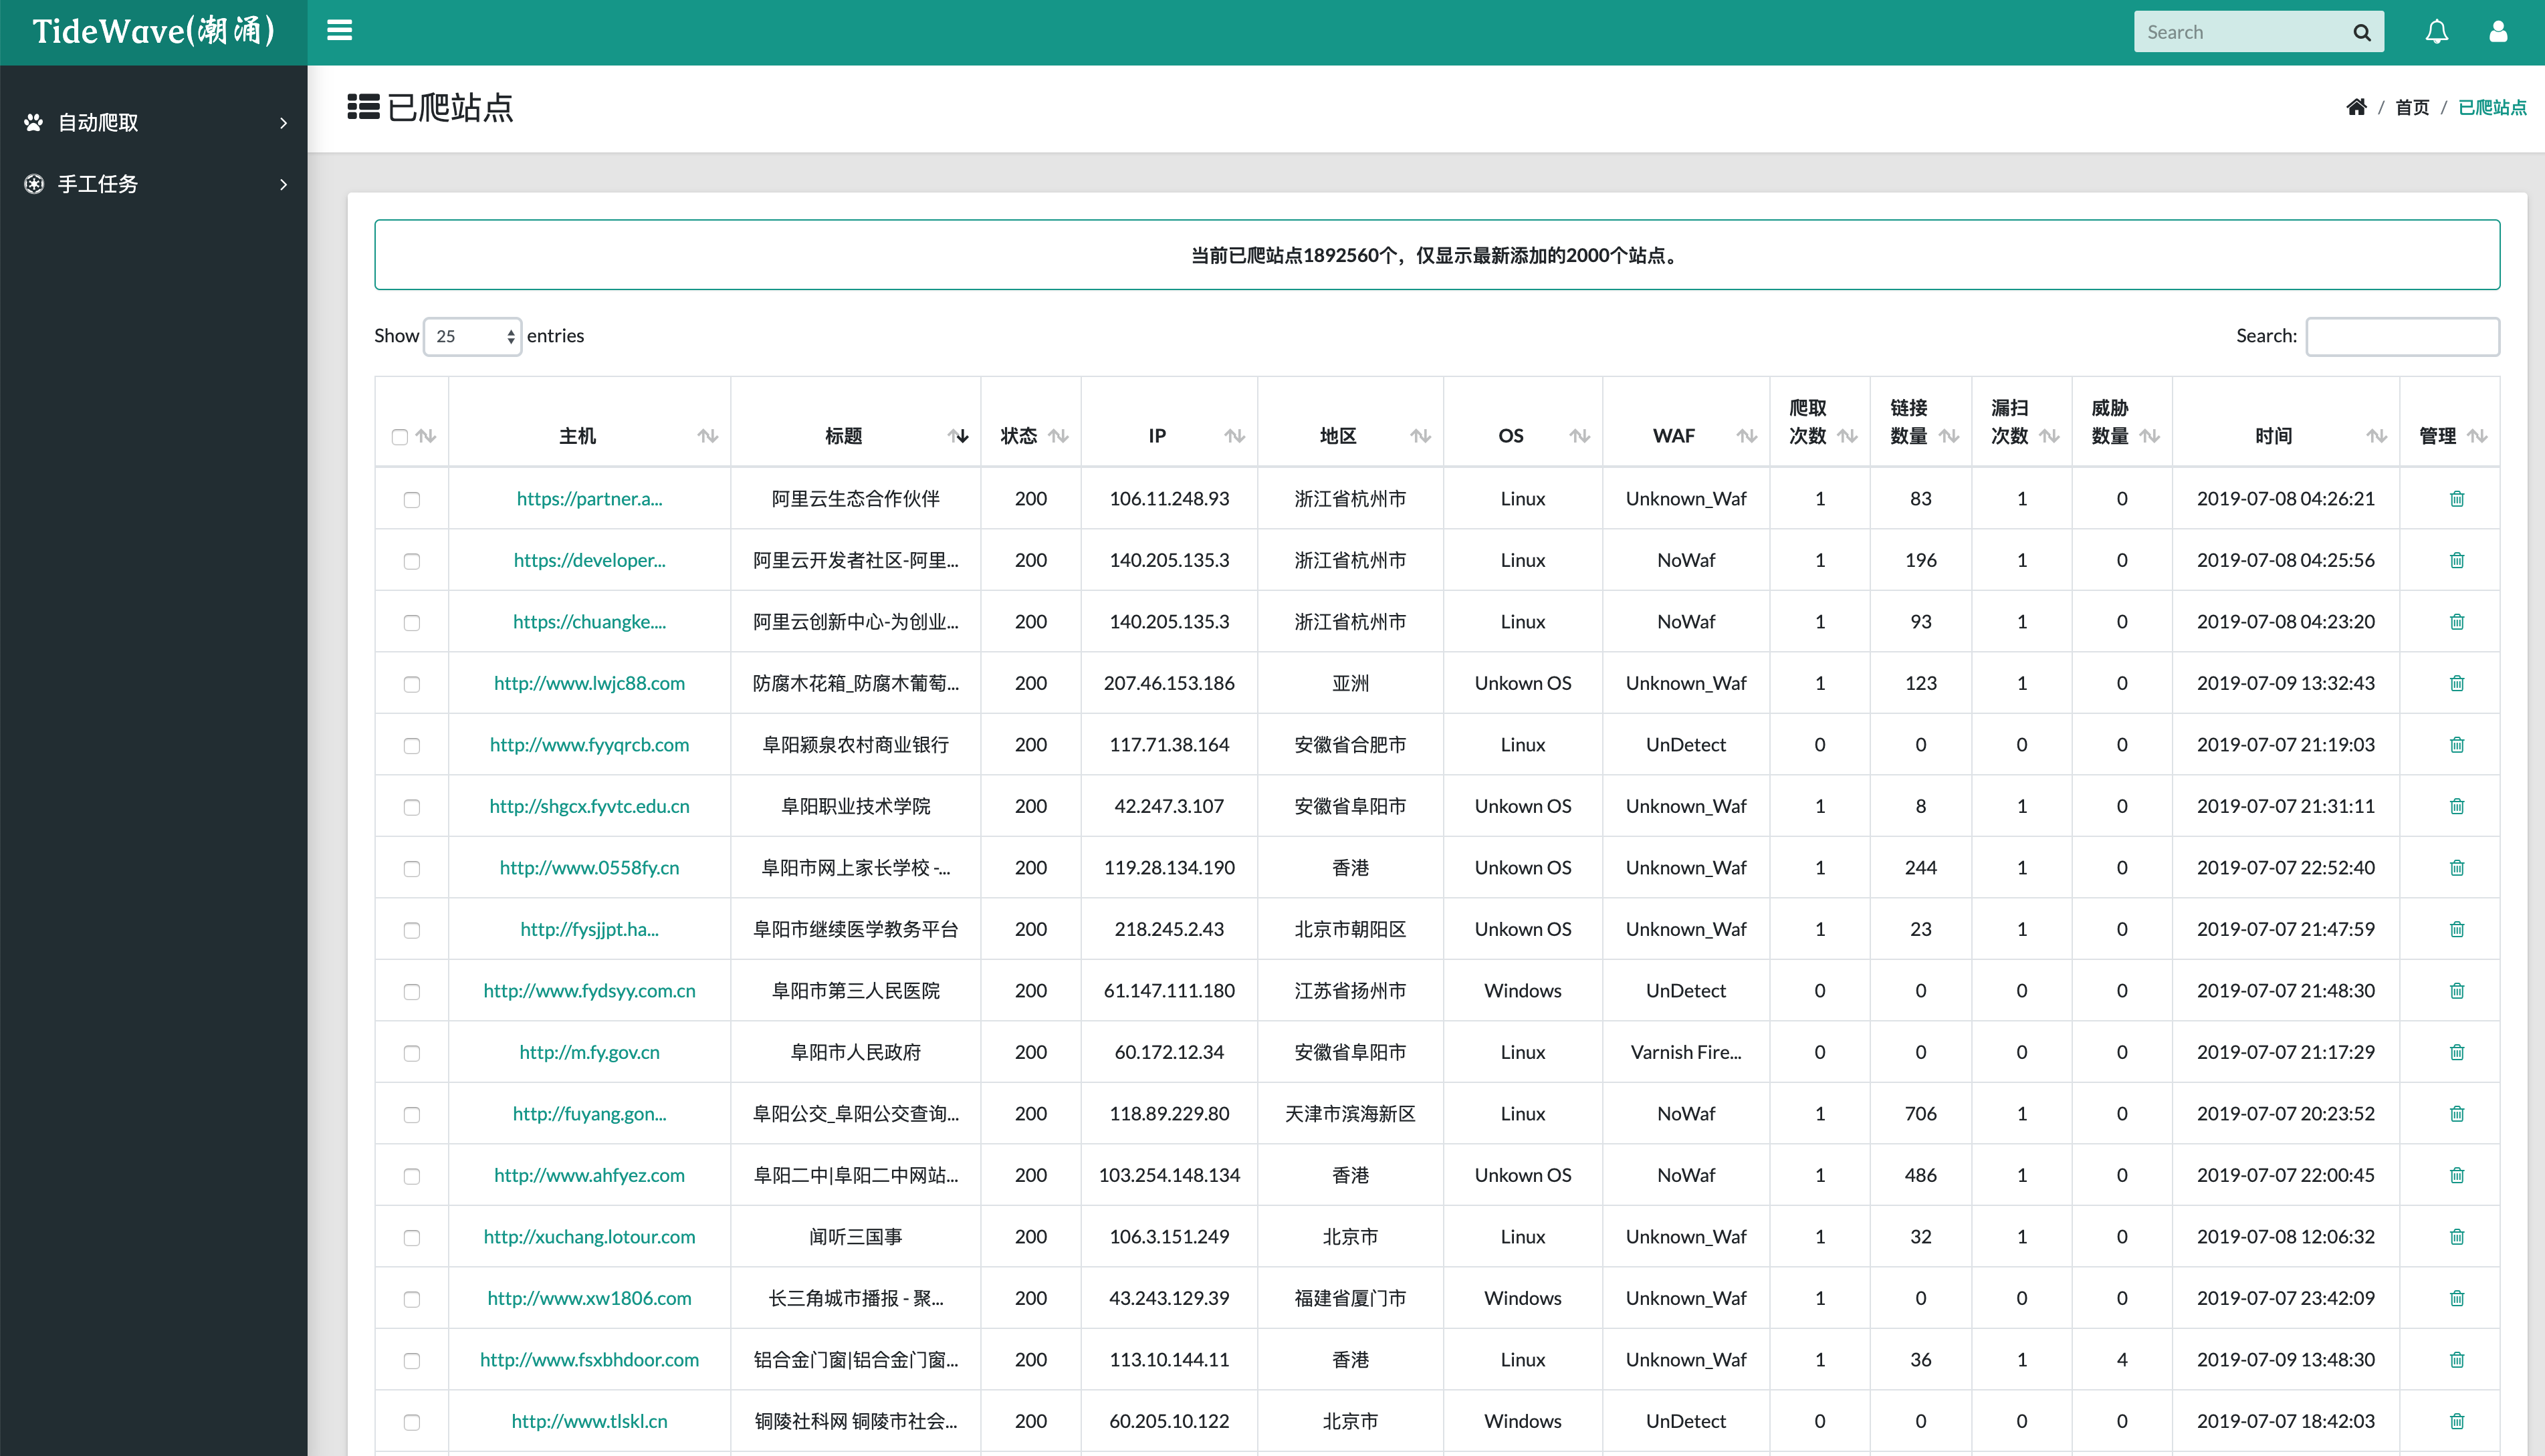 TideWave(潮涌)
Search
自动爬取
手工任务
已爬站点
/ 首页 / 已爬站点
当前已爬站点1892560个，仅显示最新添加的2000个站点。
Show 25 entries
Search:
主机 标题 状态 IP 地区 OS WAF 爬取次数 链接数量 漏扫次数 威胁数量 时间 管理
https://partner.a... 阿里云生态合作伙伴 200 106.11.248.93 浙江省杭州市 Linux Unknown_Waf 1 83 1 0 2019-07-08 04:26:21
https://developer... 阿里云开发者社区-阿里... 200 140.205.135.3 浙江省杭州市 Linux NoWaf 1 196 1 0 2019-07-08 04:25:56
https://chuangke.... 阿里云创新中心-为创业... 200 140.205.135.3 浙江省杭州市 Linux NoWaf 1 93 1 0 2019-07-08 04:23:20
http://www.lwjc88.com 防腐木花箱_防腐木葡萄... 200 207.46.153.186 亚洲 Unkown OS Unknown_Waf 1 123 1 0 2019-07-09 13:32:43
http://www.fyyqrcb.com 阜阳颍泉农村商业银行 200 117.71.38.164 安徽省合肥市 Linux UnDetect 0 0 0 0 2019-07-07 21:19:03
http://shgcx.fyvtc.edu.cn 阜阳职业技术学院 200 42.247.3.107 安徽省阜阳市 Unkown OS Unknown_Waf 1 8 1 0 2019-07-07 21:31:11
http://www.0558fy.cn 阜阳市网上家长学校 -... 200 119.28.134.190 香港 Unkown OS Unknown_Waf 1 244 1 0 2019-07-07 22:52:40
http://fysjjpt.ha... 阜阳市继续医学教务平台 200 218.245.2.43 北京市朝阳区 Unkown OS Unknown_Waf 1 23 1 0 2019-07-07 21:47:59
http://www.fydsyy.com.cn 阜阳市第三人民医院 200 61.147.111.180 江苏省扬州市 Windows UnDetect 0 0 0 0 2019-07-07 21:48:30
http://m.fy.gov.cn 阜阳市人民政府 200 60.172.12.34 安徽省阜阳市 Linux Varnish Fire... 0 0 0 0 2019-07-07 21:17:29
http://fuyang.gon... 阜阳公交_阜阳公交查询... 200 118.89.229.80 天津市滨海新区 Linux NoWaf 1 706 1 0 2019-07-07 20:23:52
http://www.ahfyez.com 阜阳二中|阜阳二中网站... 200 103.254.148.134 香港 Unkown OS NoWaf 1 486 1 0 2019-07-07 22:00:45
http://xuchang.lotour.com 闻听三国事 200 106.3.151.249 北京市 Linux Unknown_Waf 1 32 1 0 2019-07-08 12:06:32
http://www.xw1806.com 长三角城市播报 - 聚... 200 43.243.129.39 福建省厦门市 Windows Unknown_Waf 1 0 0 0 2019-07-07 23:42:09
http://www.fsxbhdoor.com 铝合金门窗|铝合金门窗... 200 113.10.144.11 香港 Linux Unknown_Waf 1 36 1 4 2019-07-09 13:48:30
http://www.tlskl.cn 铜陵社科网 铜陵市社会... 200 60.205.10.122 北京市 Windows UnDetect 0 0 0 0 2019-07-07 18:42:03